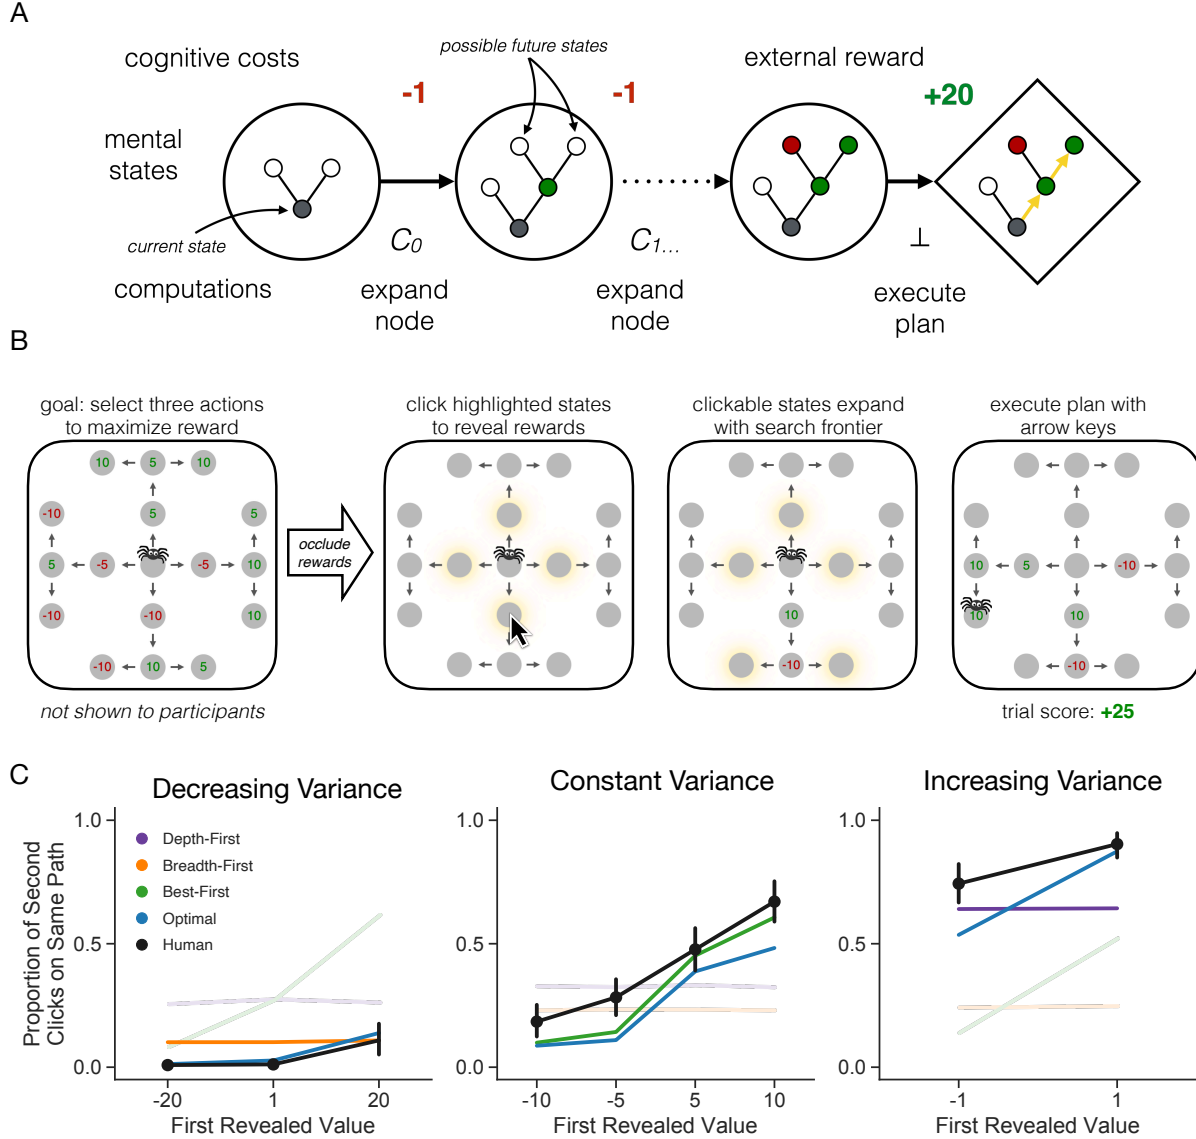 A
cognitive costs
possible future states
external reward
-1
-1
+20
mental
states
current state
C0
C1...
⊥
computations
expand
node
expand
node
execute
plan
B
goal: select three actions
to maximize reward
click highlighted states
to reveal rewards
clickable states expand
with search frontier
execute plan with
arrow keys
10 5 10
-10 5 5
5 -5 -5 10
-10 -10 10
-10 10 5
occlude
rewards
10
-10
10 5 -10
10 10
-10
not shown to participants
trial score: +25
C
Decreasing Variance
Constant Variance
Increasing Variance
Proportion of Second
Clicks on Same Path
1.0
0.5
0.0
Depth-First
Breadth-First
Best-First
Optimal
Human
-20 1 20
First Revealed Value
1.0
0.5
0.0
-10 -5 5 10
First Revealed Value
1.0
0.5
0.0
-1 1
First Revealed Value